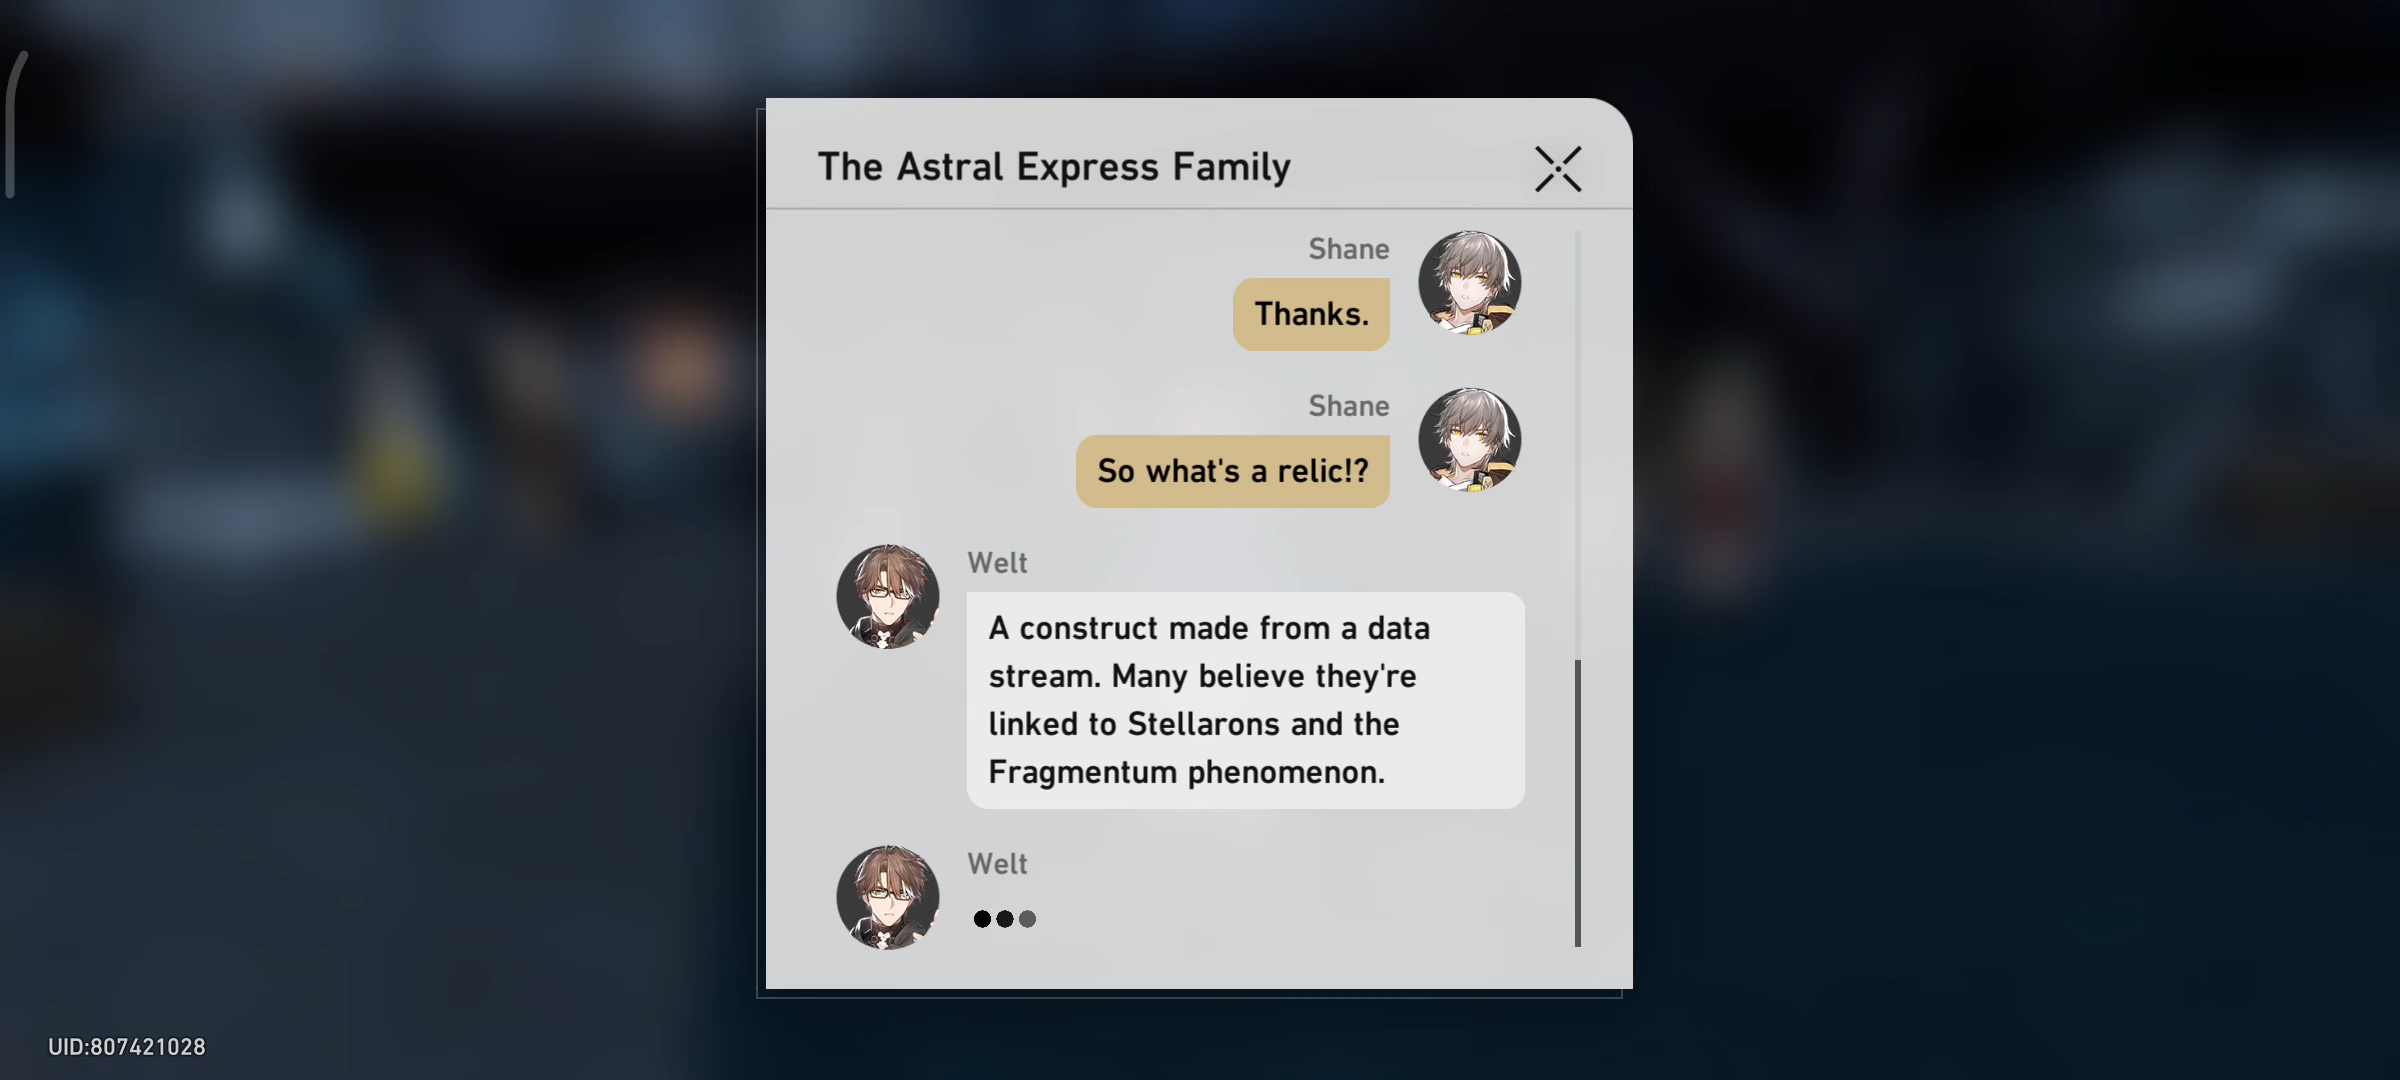 The Astral Express Family
Shane
Thanks.
Shane
So what's a relic!?
Welt
A construct made from a data
stream. Many believe they're
linked to Stellarons and the
Fragmentum phenomenon.
Welt
UID:807421028